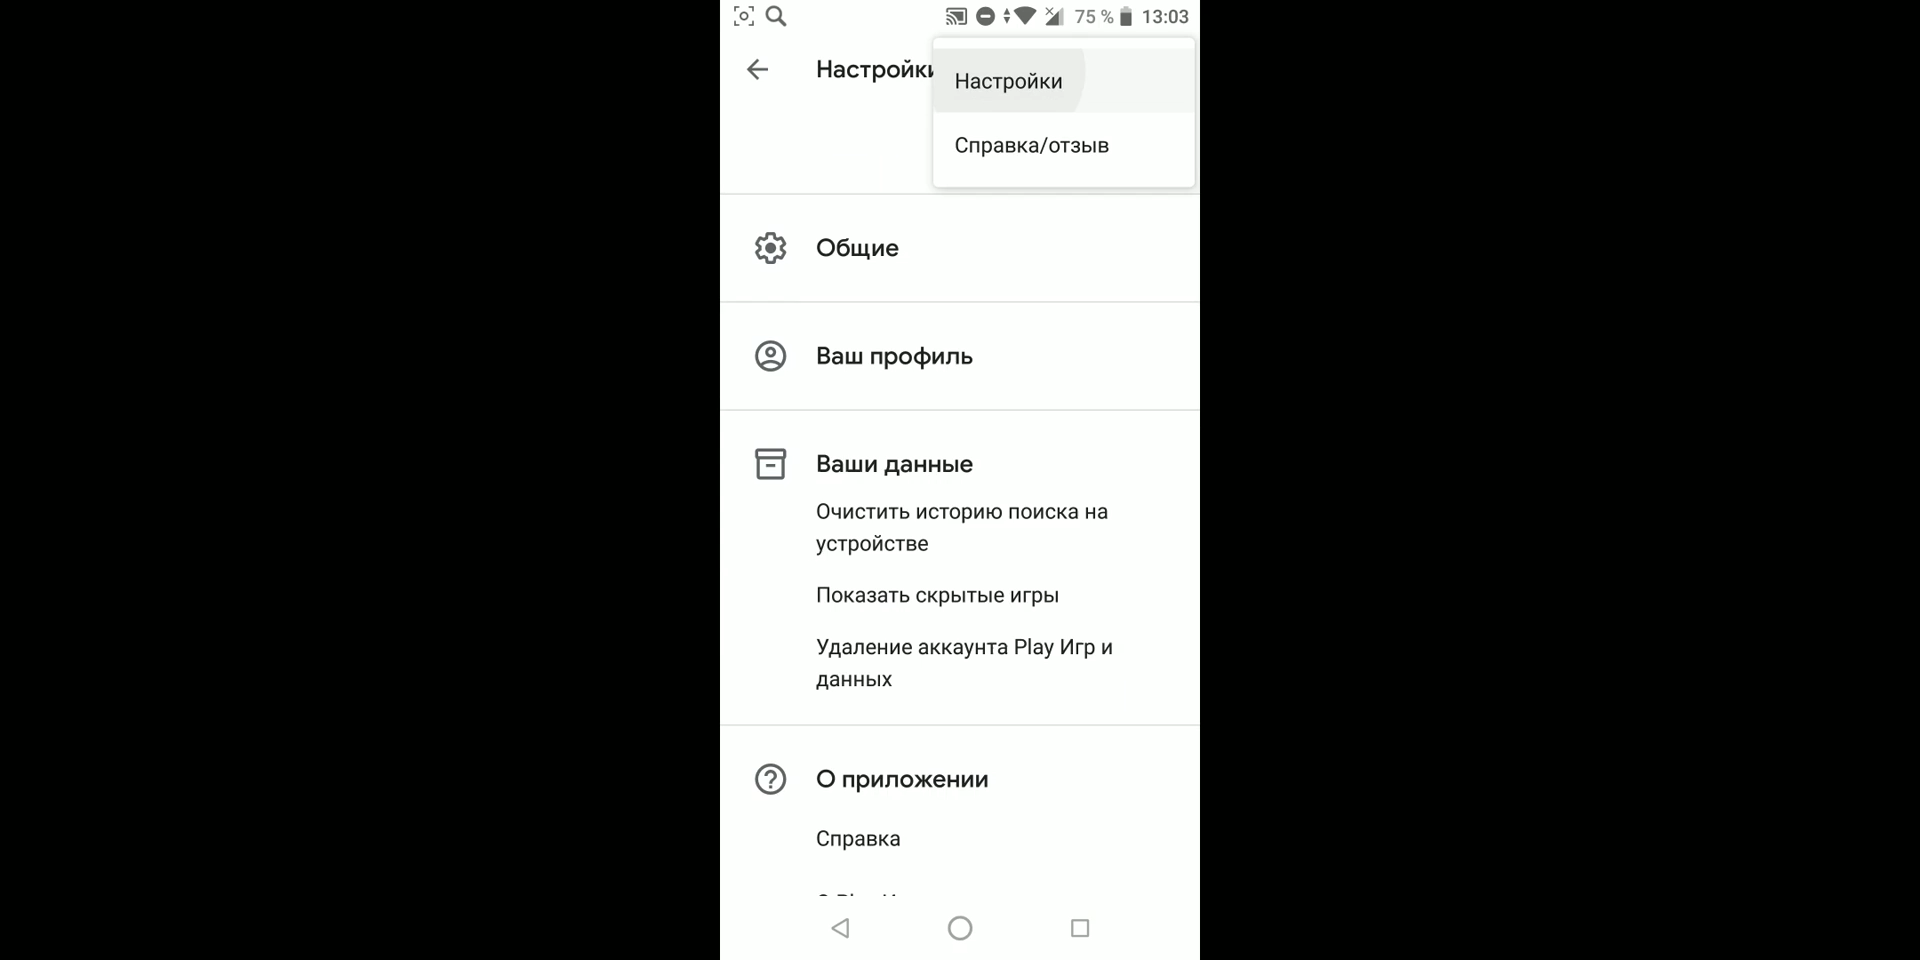 75 % 13:03
Настройки
Настройки
Справка/отзыв
Общие
Ваш профиль
Ваши данные
Очистить историю поиска на
устройстве
Показать скрытые игры
Удаление аккаунта Play Игр и
данных
О приложении
Справка